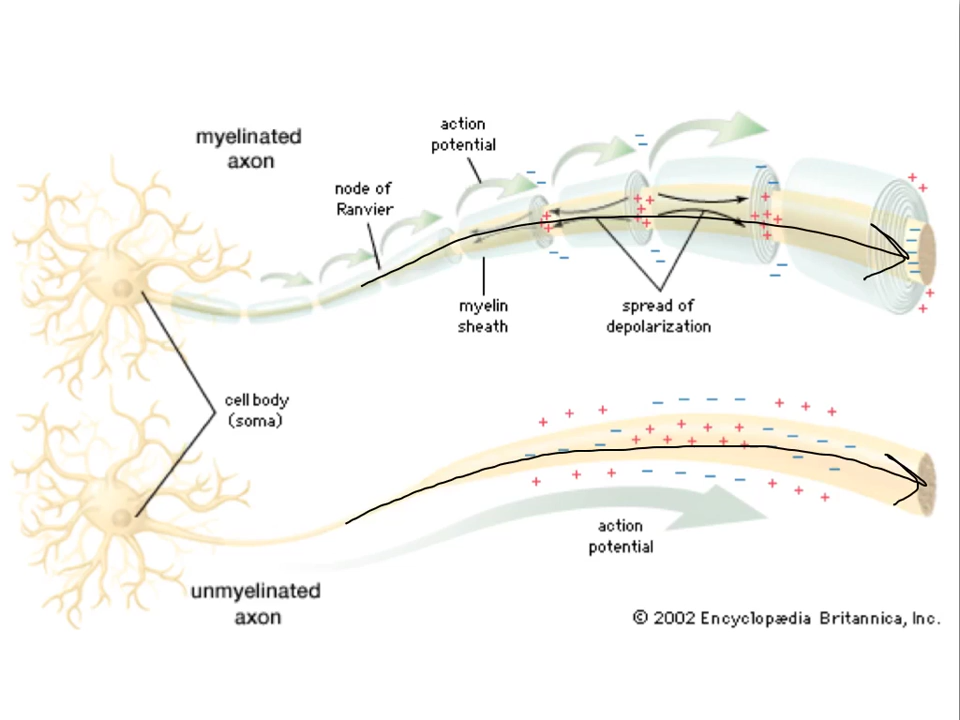 myelinated
axon
action
potential
node of
Ranvier
myelin
sheath
spread of
depolarization
cell body
(soma)
action
potential
unmyelinated
axon
© 2002 Encyclopædia Britannica, Inc.